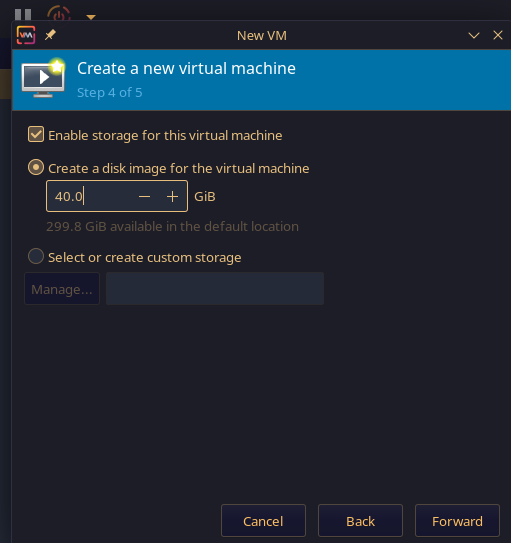 VM
New VM
Create a new virtual machine
Step 4 of 5
Enable storage for this virtual machine
Create a disk image for the virtual machine
40.0 − + GiB
299.8 GiB available in the default location
Select or create custom storage
Manage...
Cancel Back Forward